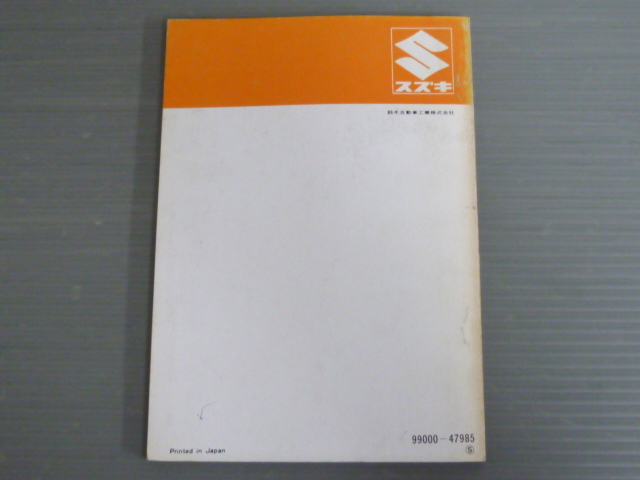 スズキ
鈴木自動車工業株式会社
99000-47985
Ⓢ
Printed in Japan